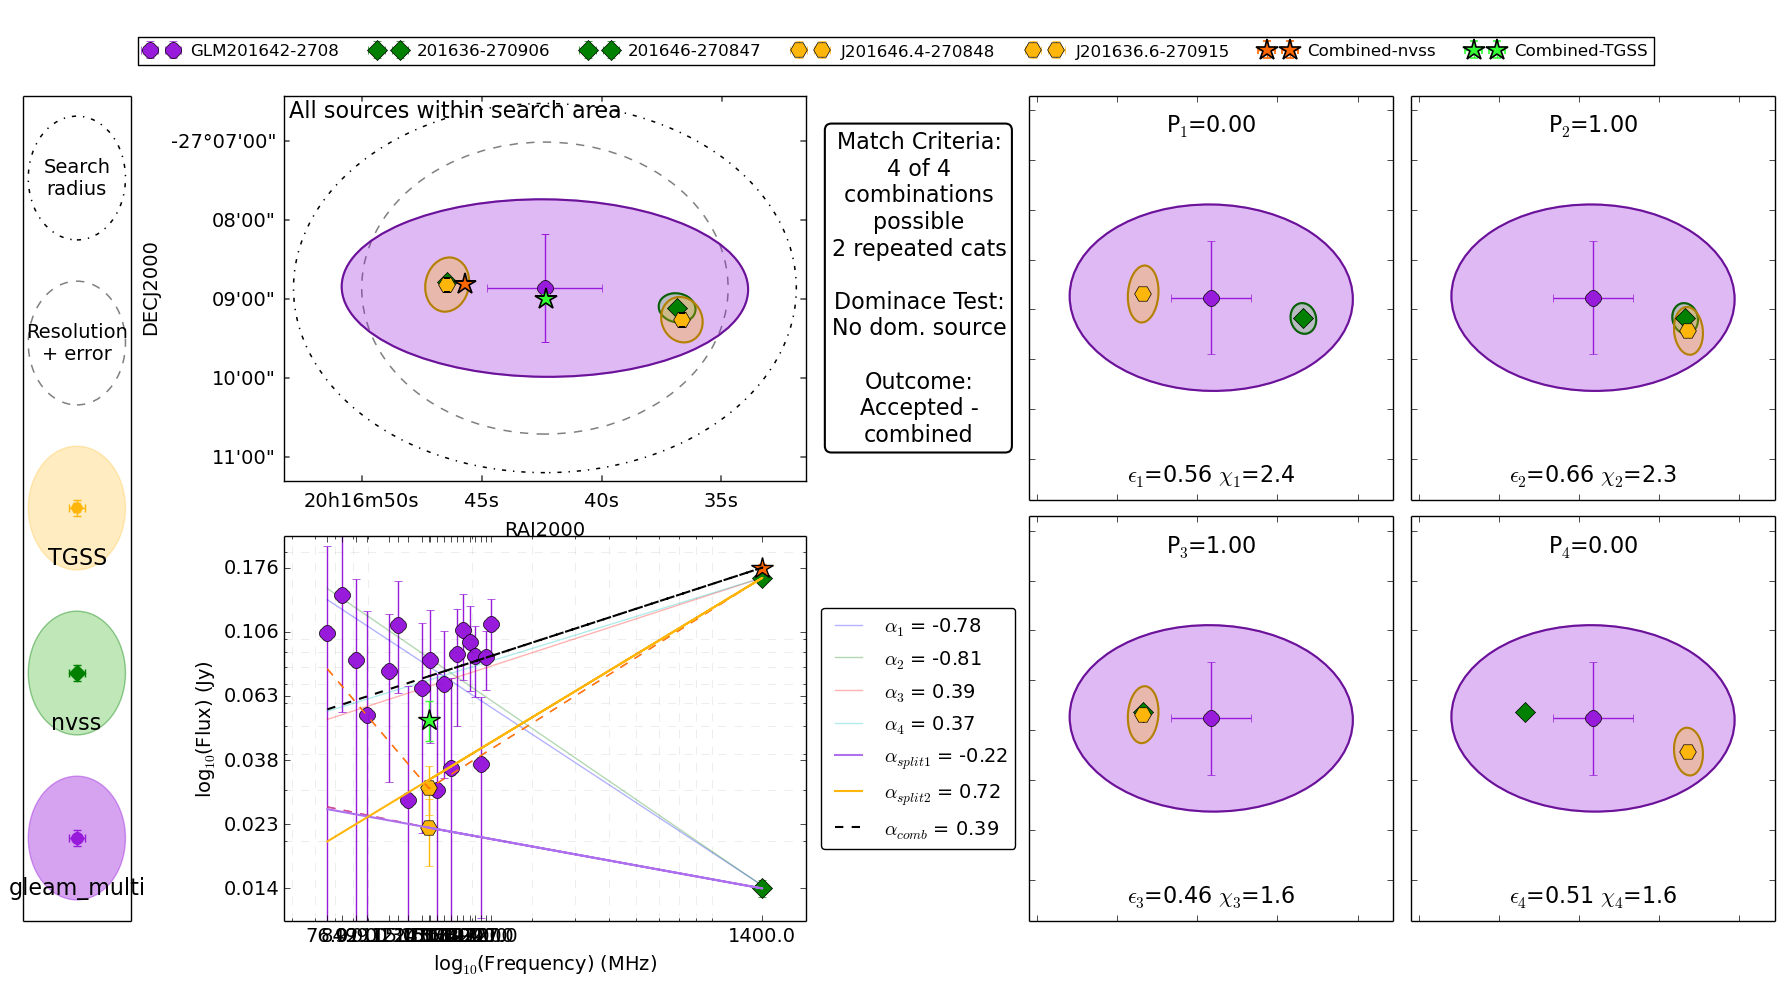 GLM201642-2708 201636-270906 201646-270847 J201646.4-270848 J201636.6-270915 Combined-nvss Combined-TGSS
Search
radius
Resolution
+ error
TGSS
nvss
gleam_multi
All sources within search area
-27°07'00"
08'00"
09'00"
10'00"
11'00"
DECJ2000
20h16m50s 45s 40s 35s
RAJ2000
Match Criteria:
4 of 4
combinations
possible
2 repeated cats
Dominace Test:
No dom. source
Outcome:
Accepted -
combined
P1=0.00
ϵ1=0.56 χ1=2.4
P2=1.00
ϵ2=0.66 χ2=2.3
P3=1.00
ϵ3=0.46 χ3=1.6
P4=0.00
ϵ4=0.51 χ4=1.6
0.176
0.106
0.063
0.038
0.023
0.014
log10(Flux) (Jy)
1400.0
log10(Frequency) (MHz)
α1 = -0.78
α2 = -0.81
α3 = 0.39
α4 = 0.37
αsplit1 = -0.22
αsplit2 = 0.72
αcomb = 0.39